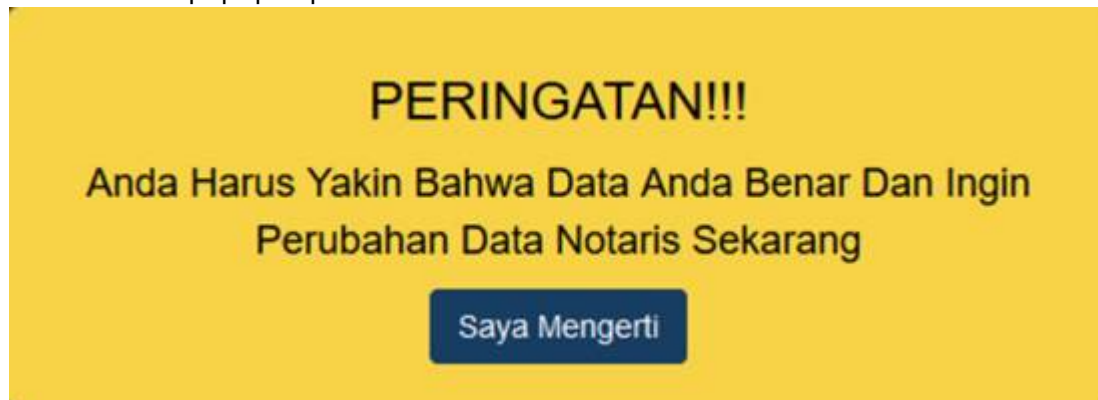 PERINGATAN!!!
Anda Harus Yakin Bahwa Data Anda Benar Dan Ingin
Perubahan Data Notaris Sekarang
Saya Mengerti